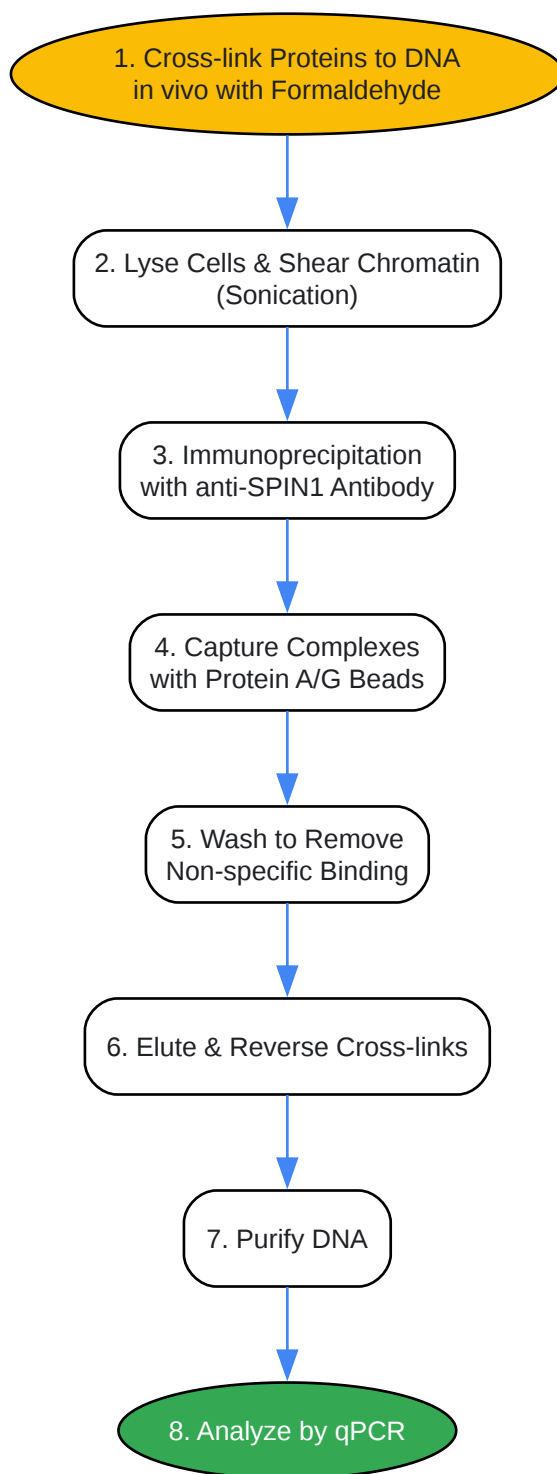 1. Cross-link Proteins to DNA
in vivo with Formaldehyde
2. Lyse Cells & Shear Chromatin
(Sonication)
3. Immunoprecipitation
with anti-SPIN1 Antibody
4. Capture Complexes
with Protein A/G Beads
5. Wash to Remove
Non-specific Binding
6. Elute & Reverse Cross-links
7. Purify DNA
8. Analyze by qPCR